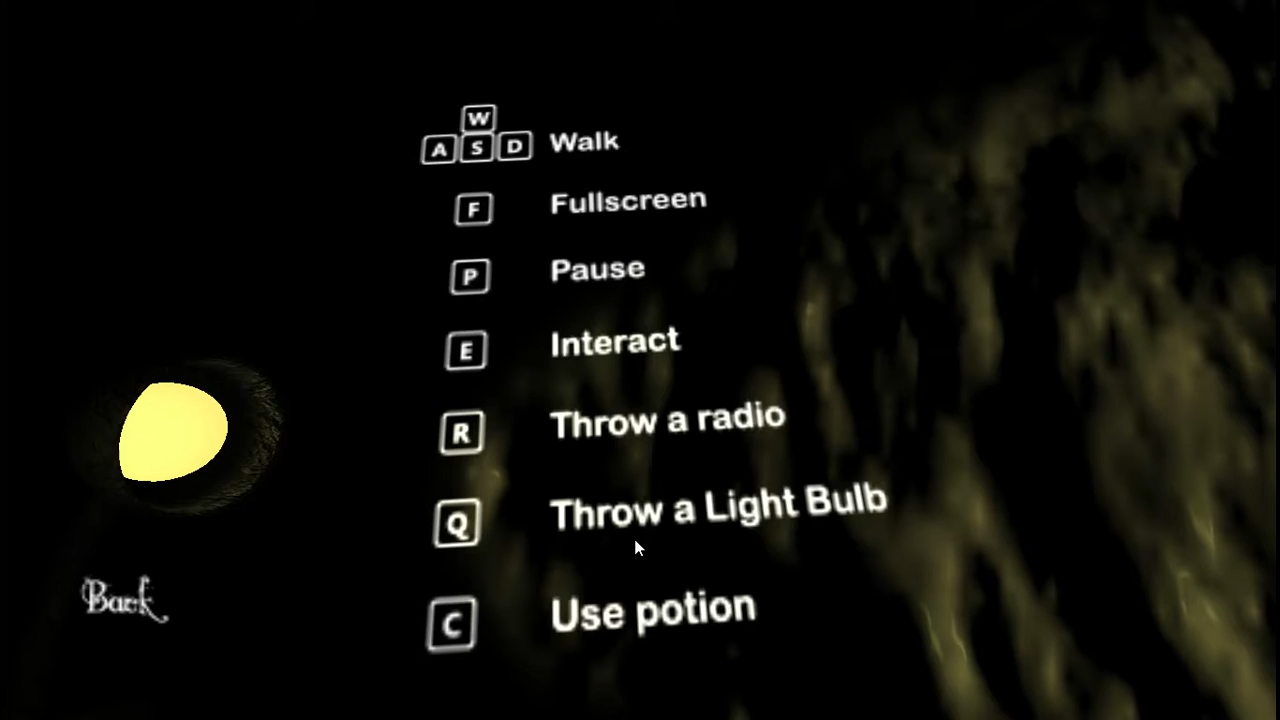 W
A S D Walk
F Fullscreen
P Pause
E Interact
R Throw a radio
Q Throw a Light Bulb
C Use potion
Back